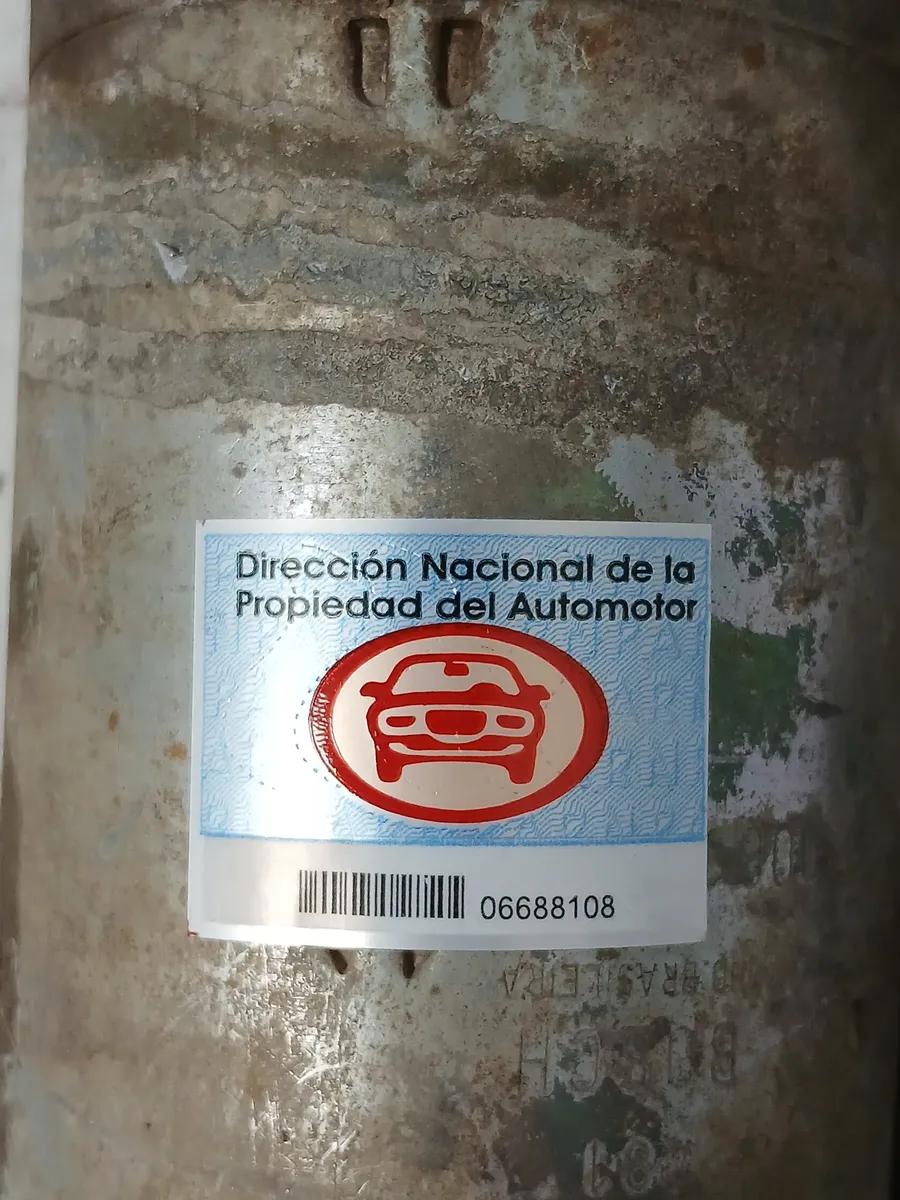 Dirección Nacional de la
Propiedad del Automotor
06688108
BRASILEIRA
BOSCH